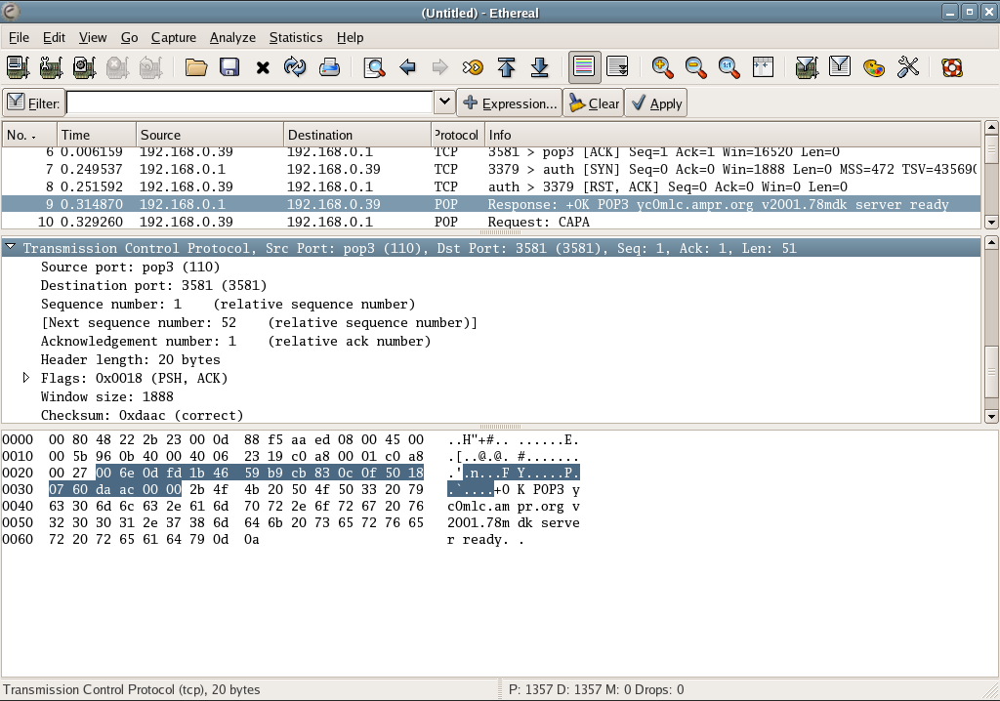 (Untitled) - Ethereal
File Edit View Go Capture Analyze Statistics Help
Filter: Expression... Clear Apply
No. . Time Source Destination Protocol Info
6 0.006159 192.168.0.39 192.168.0.1 TCP 3581 > pop3 [ACK] Seq=1 Ack=1 Win=16520 Len=0
7 0.249537 192.168.0.1 192.168.0.39 TCP 3379 > auth [SYN] Seq=0 Ack=0 Win=1888 Len=0 MSS=472 TSV=435690
8 0.251592 192.168.0.39 192.168.0.1 TCP auth > 3379 [RST, ACK] Seq=0 Ack=0 Win=0 Len=0
9 0.314870 192.168.0.1 192.168.0.39 POP Response: +OK POP3 yc0mlc.ampr.org v2001.78mdk server ready
10 0.329260 192.168.0.39 192.168.0.1 POP Request: CAPA
Transmission Control Protocol, Src Port: pop3 (110), Dst Port: 3581 (3581), Seq: 1, Ack: 1, Len: 51
Source port: pop3 (110)
Destination port: 3581 (3581)
Sequence number: 1 (relative sequence number)
[Next sequence number: 52 (relative sequence number)]
Acknowledgement number: 1 (relative ack number)
Header length: 20 bytes
Flags: 0x0018 (PSH, ACK)
Window size: 1888
Checksum: 0xdaac (correct)
0000 00 80 48 22 2b 23 00 0d 88 f5 aa ed 08 00 45 00 ..H"+#.. ......E.
0010 00 5b 96 0b 40 00 40 06 23 19 c0 a8 00 01 c0 a8 .[..@.@. #.......
0020 00 27 00 6e 0d fd 1b 46 59 b9 cb 83 0c 0f 50 18 .'.n...F Y.....P.
0030 07 60 da ac 00 00 2b 4f 4b 20 50 4f 50 33 20 79 .`....+O K POP3 y
0040 63 30 6d 6c 63 2e 61 6d 70 72 2e 6f 72 67 20 76 c0mlc.am pr.org v
0050 32 30 30 31 2e 37 38 6d 64 6b 20 73 65 72 76 65 2001.78m dk serve
0060 72 20 72 65 61 64 79 0d 0a r ready. .
Transmission Control Protocol (tcp), 20 bytes P: 1357 D: 1357 M: 0 Drops: 0